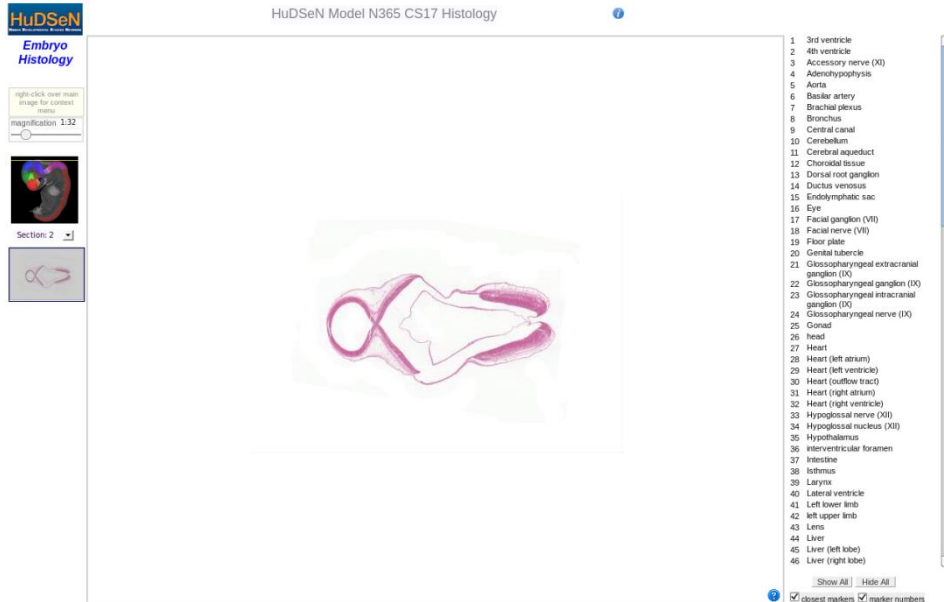 HuDSeN
HUMAN DEVELOPMENTAL STUDIES NETWORK
HuDSeN Model N365 CS17 Histology
Embryo
Histology
right-click over main
image for context
menu
magnification 1:32
Section: 2
1 3rd ventricle
2 4th ventricle
3 Accessory nerve (XI)
4 Adenohypophysis
5 Aorta
6 Basilar artery
7 Brachial plexus
8 Bronchus
9 Central canal
10 Cerebellum
11 Cerebral aqueduct
12 Choroidal tissue
13 Dorsal root ganglion
14 Ductus venosus
15 Endolymphatic sac
16 Eye
17 Facial ganglion (VII)
18 Facial nerve (VII)
19 Floor plate
20 Genital tubercle
21 Glossopharyngeal extracranial
ganglion (IX)
22 Glossopharyngeal ganglion (IX)
23 Glossopharyngeal intracranial
ganglion (IX)
24 Glossopharyngeal nerve (IX)
25 Gonad
26 head
27 Heart
28 Heart (left atrium)
29 Heart (left ventricle)
30 Heart (outflow tract)
31 Heart (right atrium)
32 Heart (right ventricle)
33 Hypoglossal nerve (XII)
34 Hypoglossal nucleus (XII)
35 Hypothalamus
36 interventricular foramen
37 Intestine
38 Isthmus
39 Larynx
40 Lateral ventricle
41 Left lower limb
42 left upper limb
43 Lens
44 Liver
45 Liver (left lobe)
46 Liver (right lobe)
Show All Hide All
closest markers marker numbers